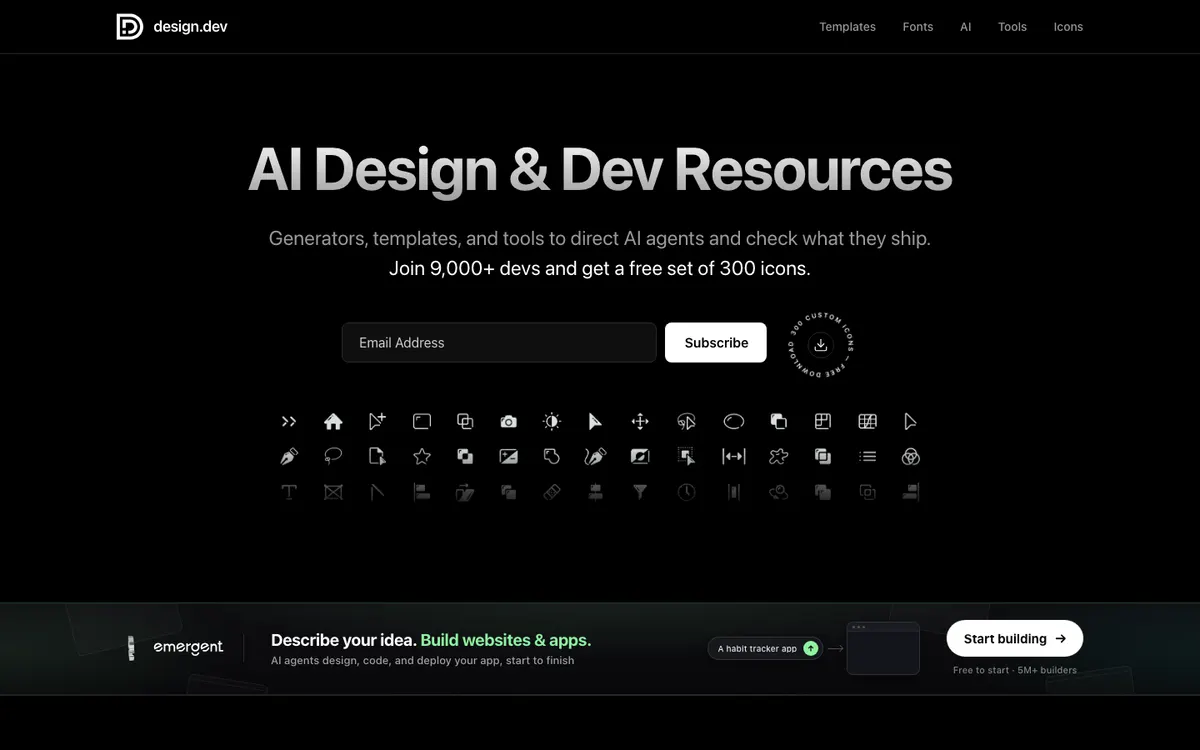 design.dev
Templates
Fonts
AI
Tools
Icons
AI Design & Dev Resources
Generators, templates, and tools to direct AI agents and check what they ship.
Join 9,000+ devs and get a free set of 300 icons.
Email Address
Subscribe
300 CUSTOM ICONS — FREE DOWNLOAD
emergent
Describe your idea. Build websites & apps.
AI agents design, code, and deploy your app, start to finish
A habit tracker app
Start building
Free to start · 5M+ builders